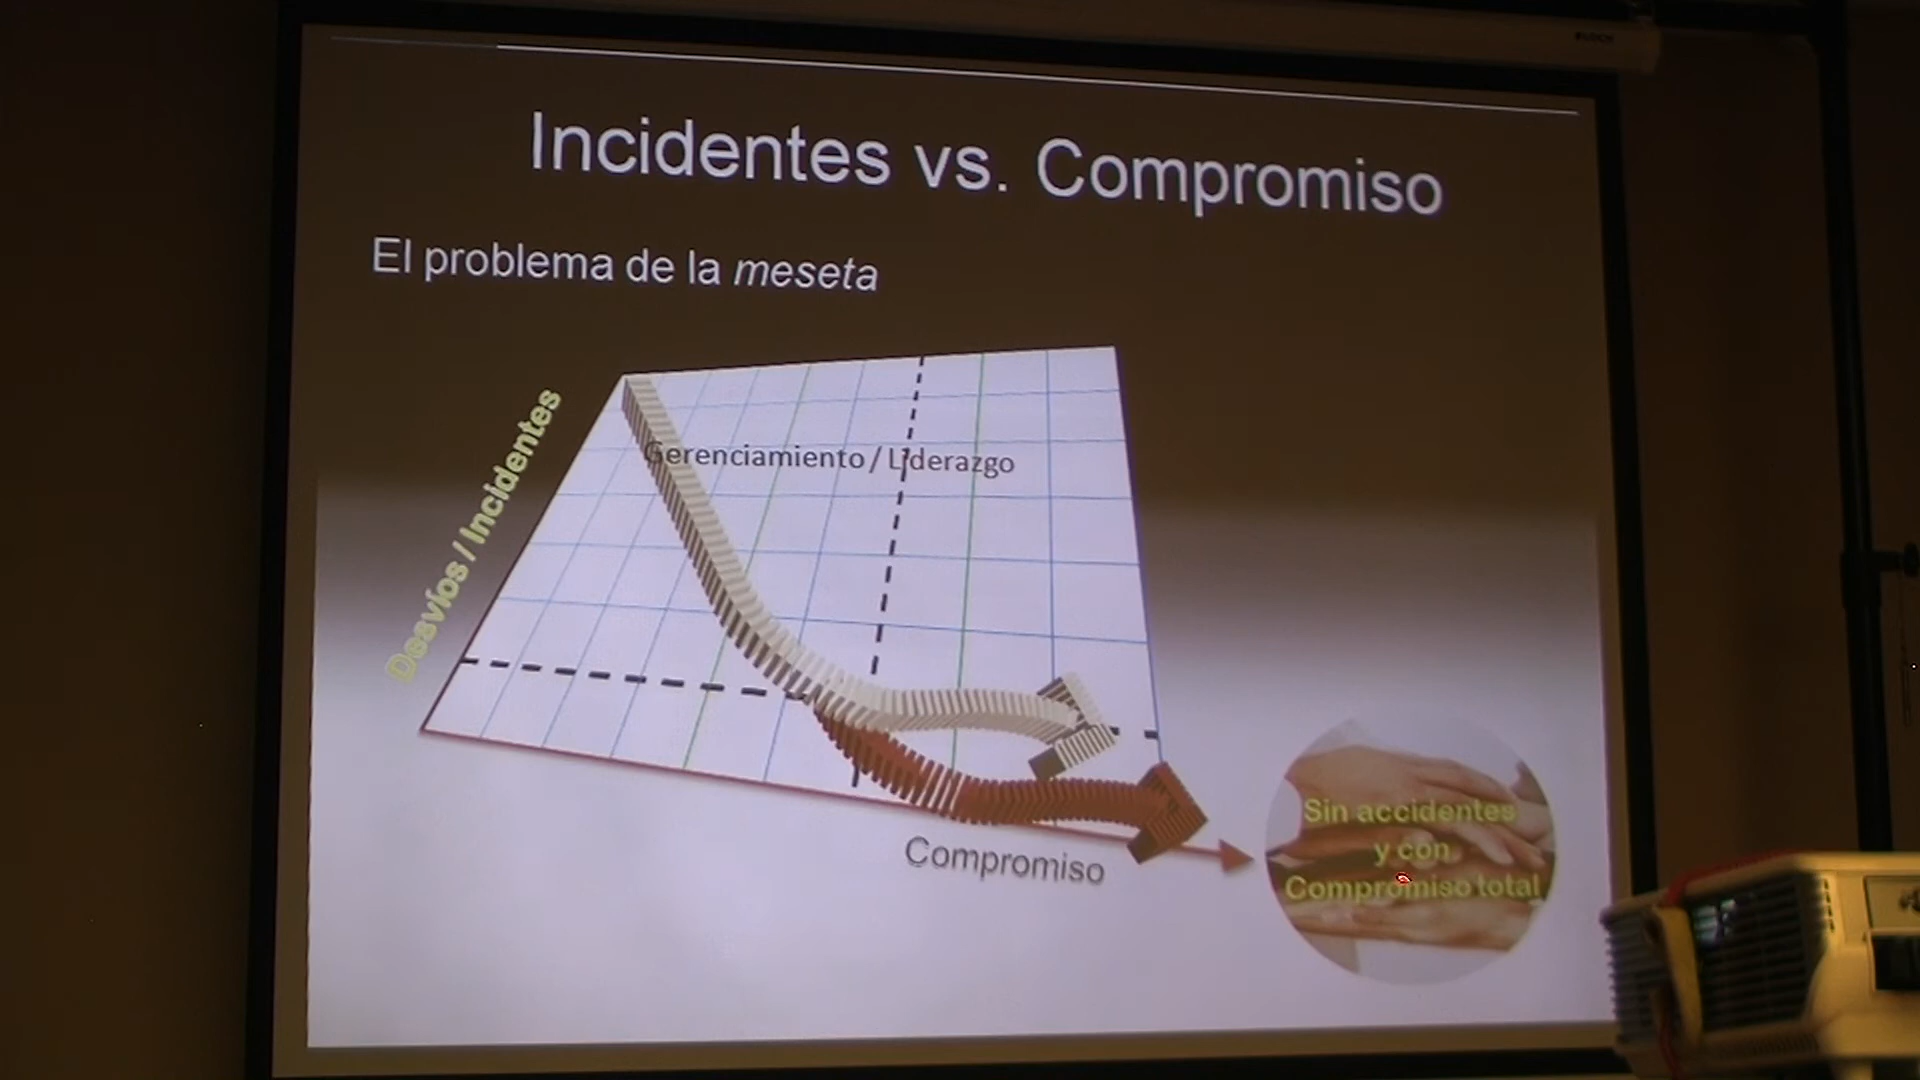 Incidentes vs. Compromiso
El problema de la meseta
Desvíos / Incidentes
Gerenciamiento / Liderazgo
Compromiso
Sin accidentes
y con
Compromiso total